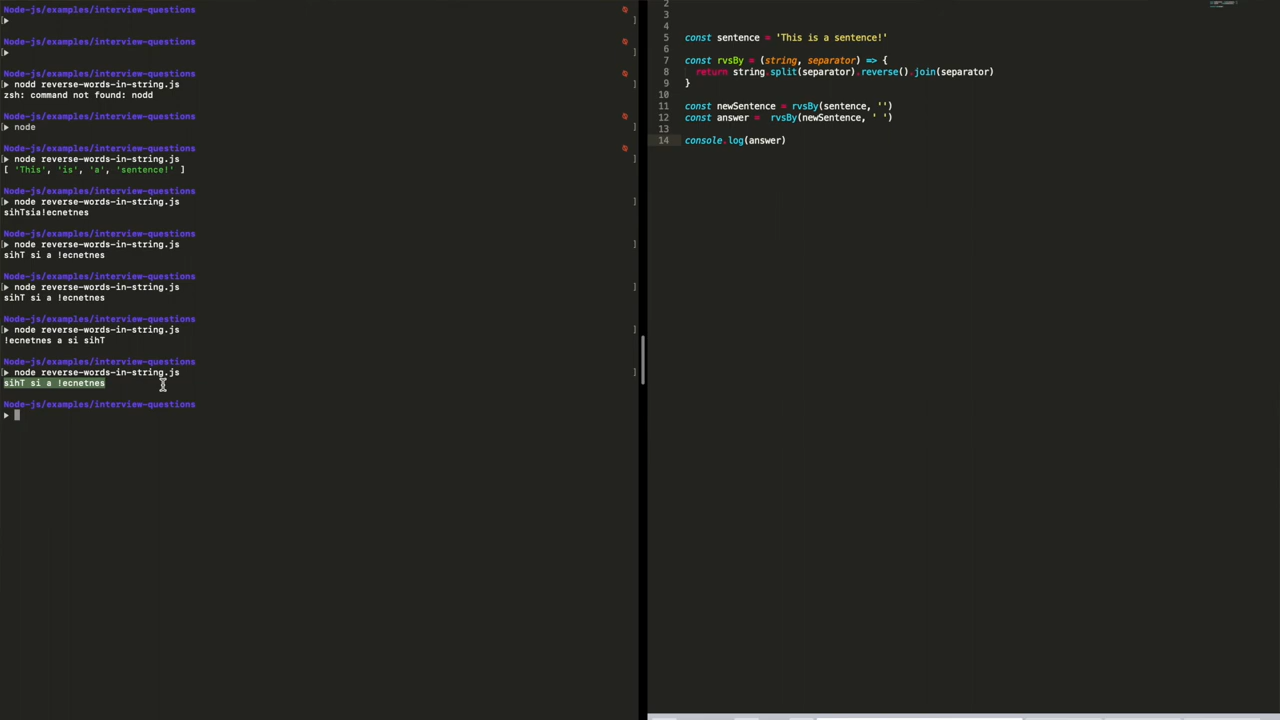 Node-js/examples/interview-questions
[▶ ]
Node-js/examples/interview-questions
[▶ ]
Node-js/examples/interview-questions
[▶ nodd reverse-words-in-string.js ]
zsh: command not found: nodd
Node-js/examples/interview-questions
[▶ node ]
Node-js/examples/interview-questions
[▶ node reverse-words-in-string.js ]
[ 'This', 'is', 'a', 'sentence!' ]
Node-js/examples/interview-questions
[▶ node reverse-words-in-string.js ]
sihTsia!ecnetnes
Node-js/examples/interview-questions
[▶ node reverse-words-in-string.js ]
sihT si a !ecnetnes
Node-js/examples/interview-questions
[▶ node reverse-words-in-string.js ]
sihT si a !ecnetnes
Node-js/examples/interview-questions
[▶ node reverse-words-in-string.js ]
!ecnetnes a si sihT
Node-js/examples/interview-questions
[▶ node reverse-words-in-string.js ]
sihT si a !ecnetnes
Node-js/examples/interview-questions
▶
2
3
4
5 const sentence = 'This is a sentence!'
6
7 const rvsBy = (string, separator) => {
8 return string.split(separator).reverse().join(separator)
9 }
10
11 const newSentence = rvsBy(sentence, '')
12 const answer =  rvsBy(newSentence, ' ')
13
14 console.log(answer)